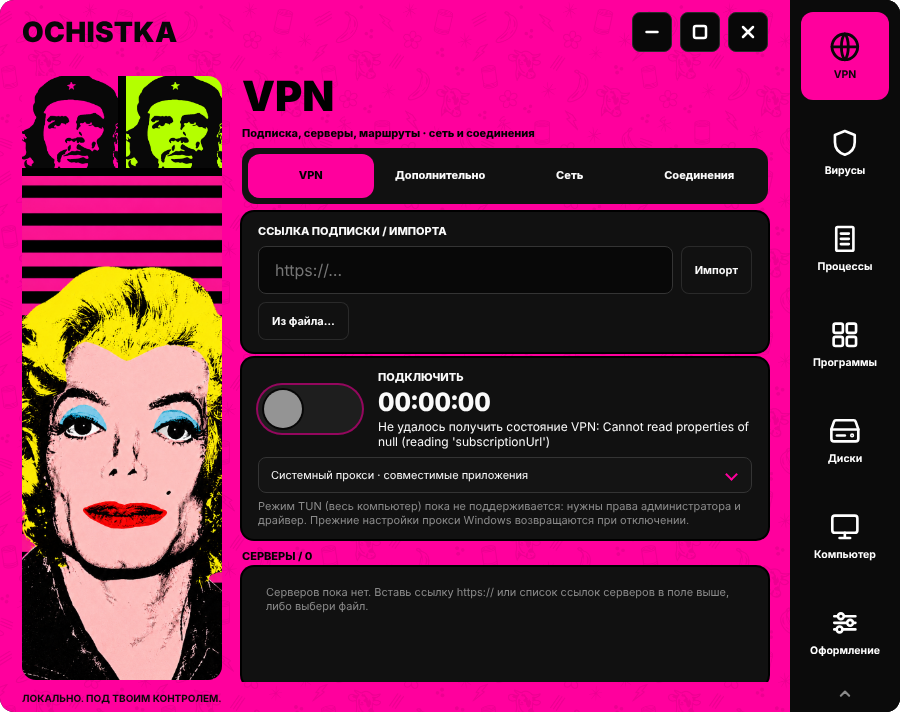 OCHISTKA
VPN
Подписка, серверы, маршруты · сеть и соединения
VPN
Дополнительно
Сеть
Соединения
ССЫЛКА ПОДПИСКИ / ИМПОРТА
https://...
Импорт
Из файла...
ПОДКЛЮЧИТЬ
00:00:00
Не удалось получить состояние VPN: Cannot read properties of
null (reading 'subscriptionUrl')
Системный прокси · совместимые приложения
Режим TUN (весь компьютер) пока не поддерживается: нужны права администратора и
драйвер. Прежние настройки прокси Windows возвращаются при отключении.
СЕРВЕРЫ / 0
Серверов пока нет. Вставь ссылку https:// или список ссылок серверов в поле выше,
либо выбери файл.
ЛОКАЛЬНО. ПОД ТВОИМ КОНТРОЛЕМ.
VPN
Вирусы
Процессы
Программы
Диски
Компьютер
Оформление